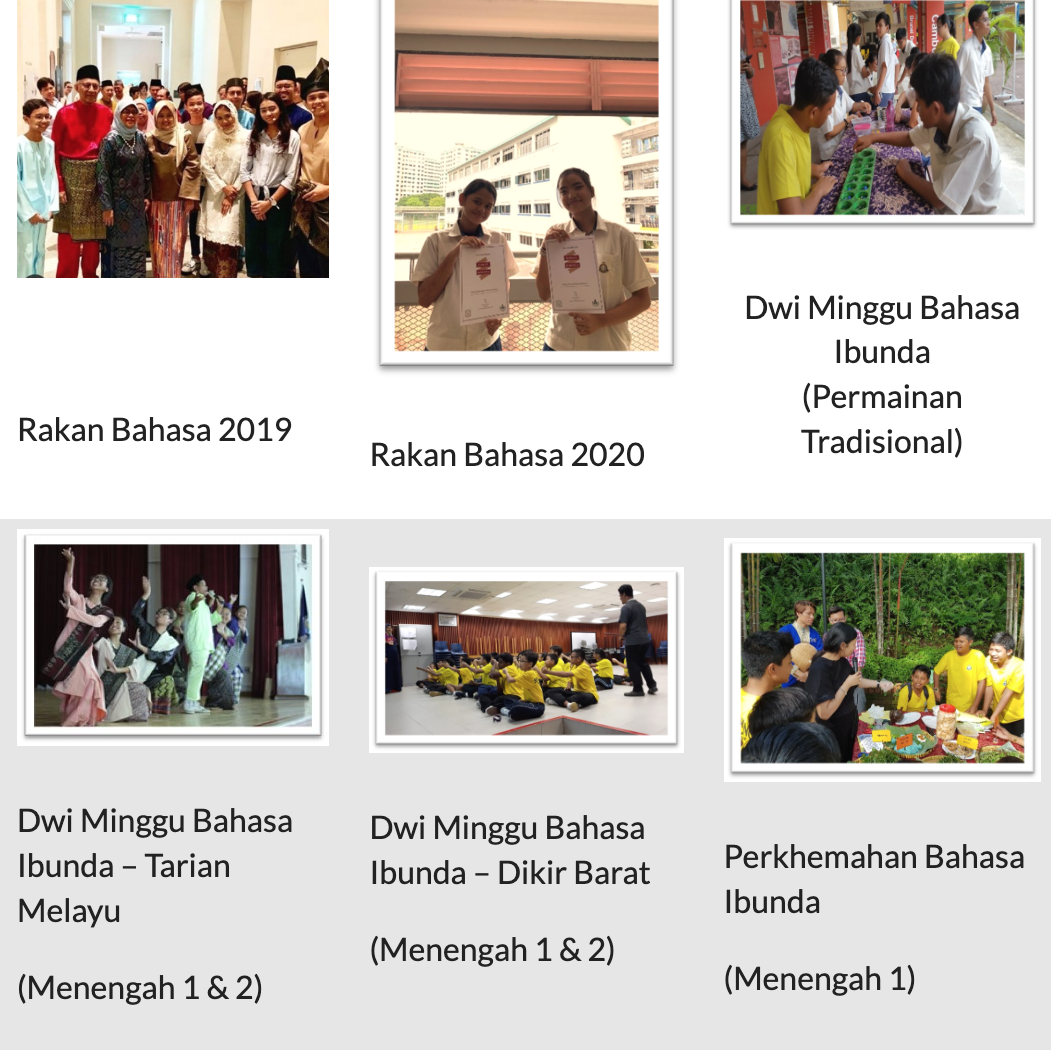 Rakan Bahasa 2019
Rakan Bahasa 2020
Dwi Minggu Bahasa
Ibunda
(Permainan
Tradisional)
Dwi Minggu Bahasa
Ibunda – Tarian
Melayu
(Menengah 1 & 2)
Dwi Minggu Bahasa
Ibunda – Dikir Barat
(Menengah 1 & 2)
Perkhemahan Bahasa
Ibunda
(Menengah 1)